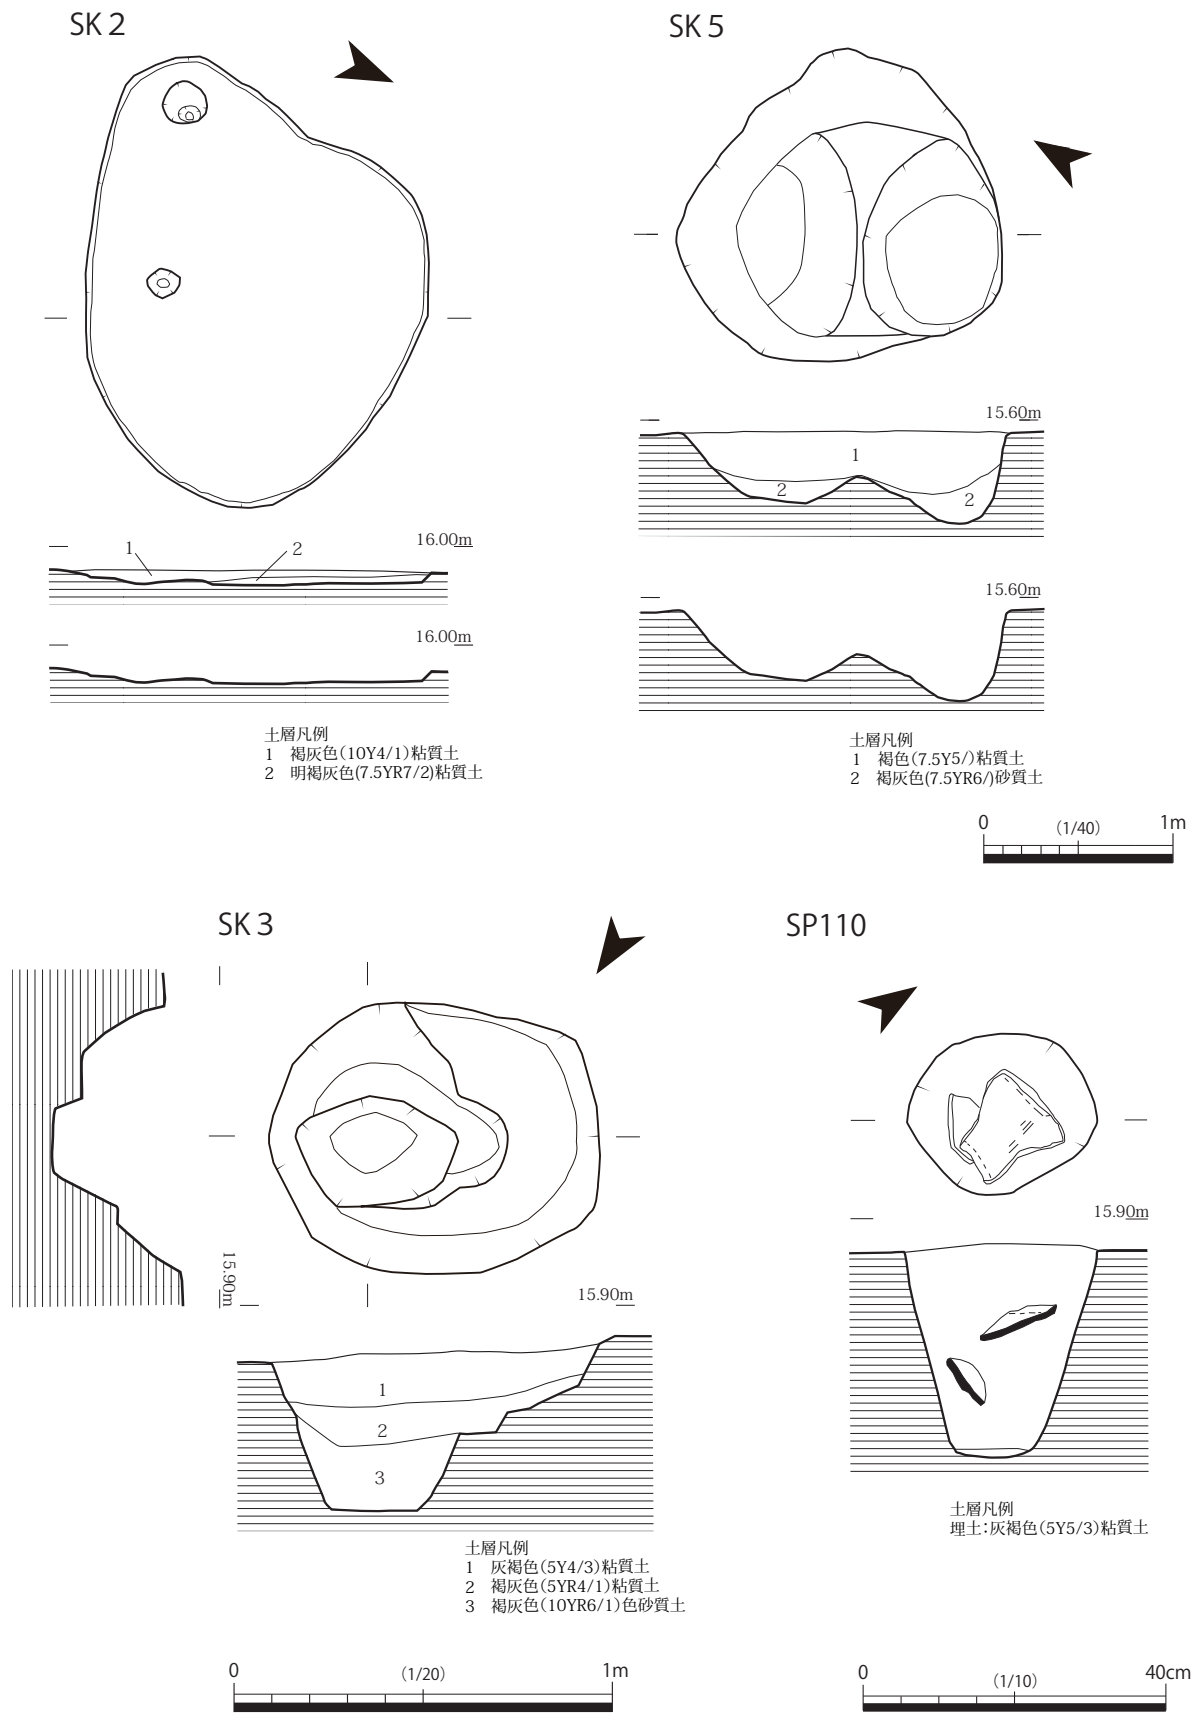 SK 2
1
2
16.00m
16.00m
土層凡例
1 褐灰色(10Y4/1)粘質土
2 明褐灰色(7.5YR7/2)粘質土
SK 5
15.60m
1
2
2
15.60m
土層凡例
1 褐色(7.5Y5/)粘質土
2 褐灰色(7.5YR6/)砂質土
0 (1/40) 1m
SK 3
15.90m
15.90m
1
2
3
土層凡例
1 灰褐色(5Y4/3)粘質土
2 褐灰色(5YR4/1)粘質土
3 褐灰色(10YR6/1)色砂質土
SP110
15.90m
土層凡例
埋土:灰褐色(5Y5/3)粘質土
0 (1/20) 1m
0 (1/10) 40cm